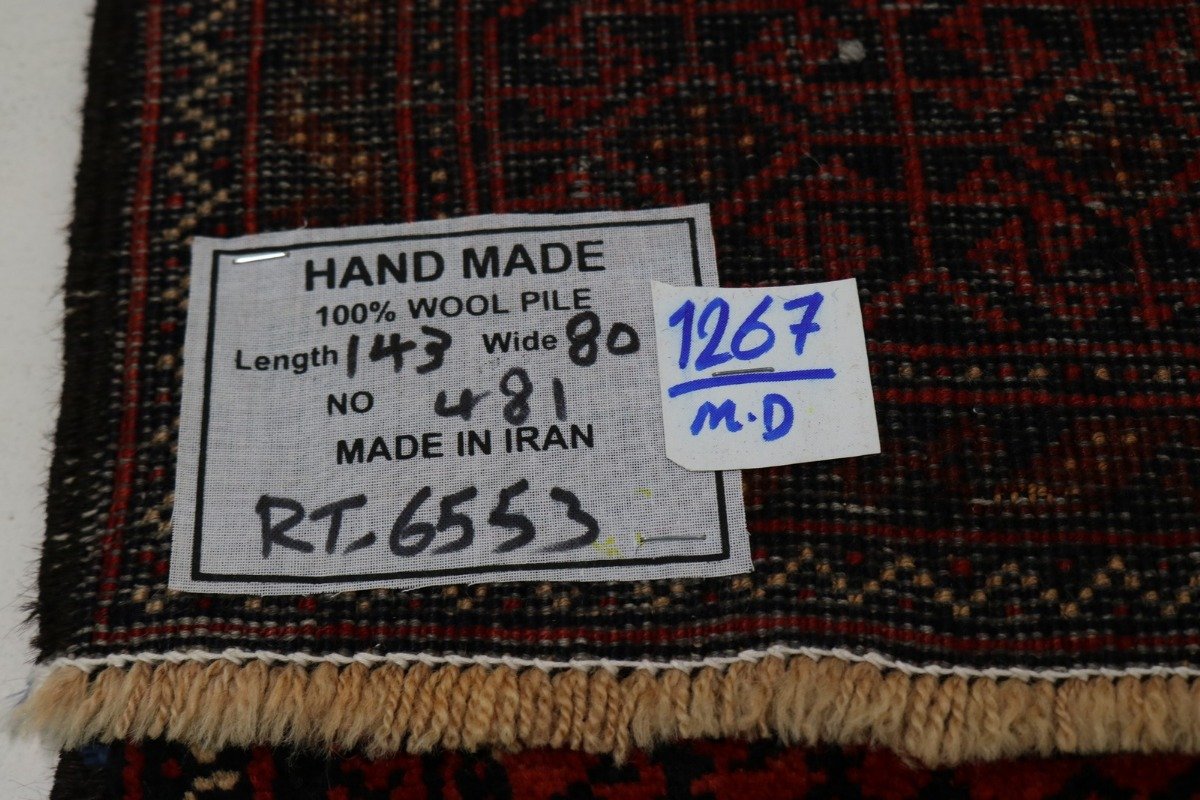 HAND MADE
100% WOOL PILE
Length 143 Wide 80
NO 481
MADE IN IRAN
RT-6553
1267
M.D